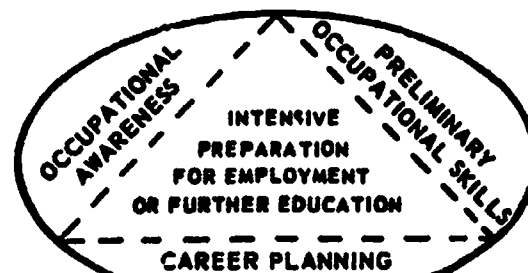 OCCUPATIONAL
AWARENESS
PRELIMINARY
OCCUPATIONAL SKILLS
INTENSIVE
PREPARATION
FOR EMPLOYMENT
OR FURTHER EDUCATION
CAREER PLANNING